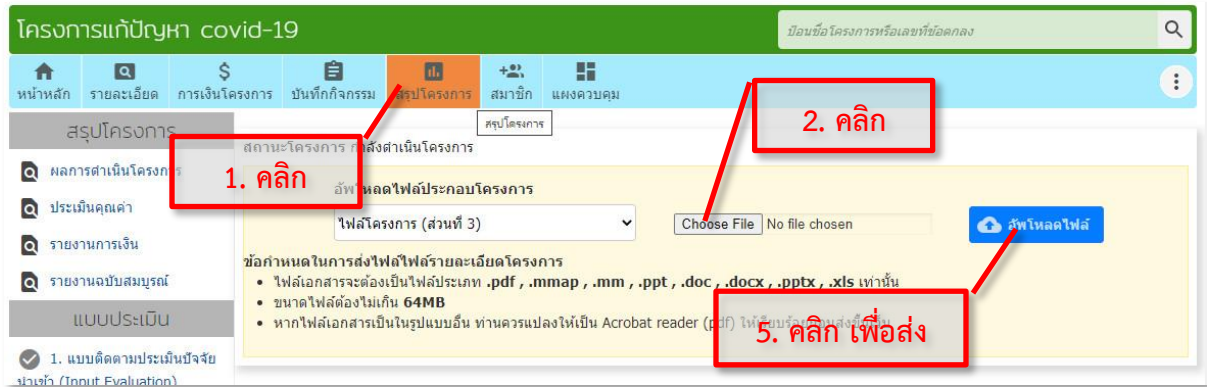 โครงการแก้ปัญหา covid-19
ป้อนชื่อโครงการหรือเลขที่ข้อตกลง
หน้าหลัก รายละเอียด การเงินโครงการ บันทึกกิจกรรม สรุปโครงการ สมาชิก แผงควบคุม
สรุปโครงการ
2. คลิก
สรุปโครงการ
สถานะโครงการ กำลังดำเนินโครงการ
1. คลิก
ผลการดำเนินโครงการ
อัพโหลดไฟล์ประกอบโครงการ
ประเมินคุณค่า
ไฟล์โครงการ (ส่วนที่ 3)
Choose File No file chosen
อัพโหลดไฟล์
รายงานการเงิน
ข้อกำหนดในการส่งไฟล์ไฟล์รายละเอียดโครงการ
รายงานฉบับสมบูรณ์
ไฟล์เอกสารจะต้องเป็นไฟล์ประเภท .pdf , .mmap , .mm , .ppt , .doc , .docx , .pptx , .xls เท่านั้น
ขนาดไฟล์ต้องไม่เกิน 64MB
หากไฟล์เอกสารเป็นในรูปแบบอื่น ท่านควรแปลงให้เป็น Acrobat reader (pdf) ให้เรียบร้อยก่อนส่ง
5. คลิก เพื่อส่ง
แบบประเมิน
1. แบบติดตามประเมินปัจจัย
นำเข้า (Input Evaluation)